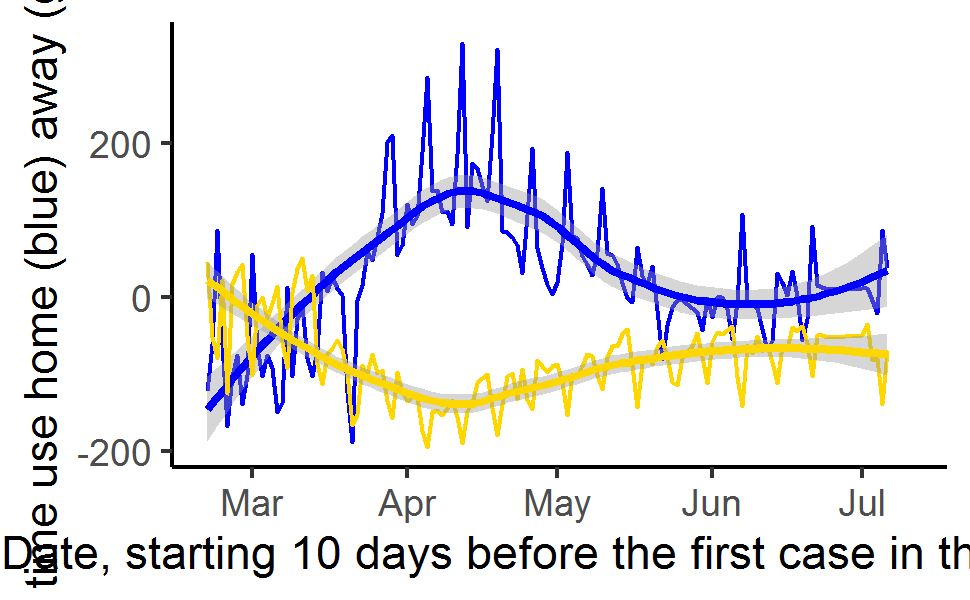 time use home (blue) away (
200
0
-200
Mar Apr May Jun Jul
Date, starting 10 days before the first case in th